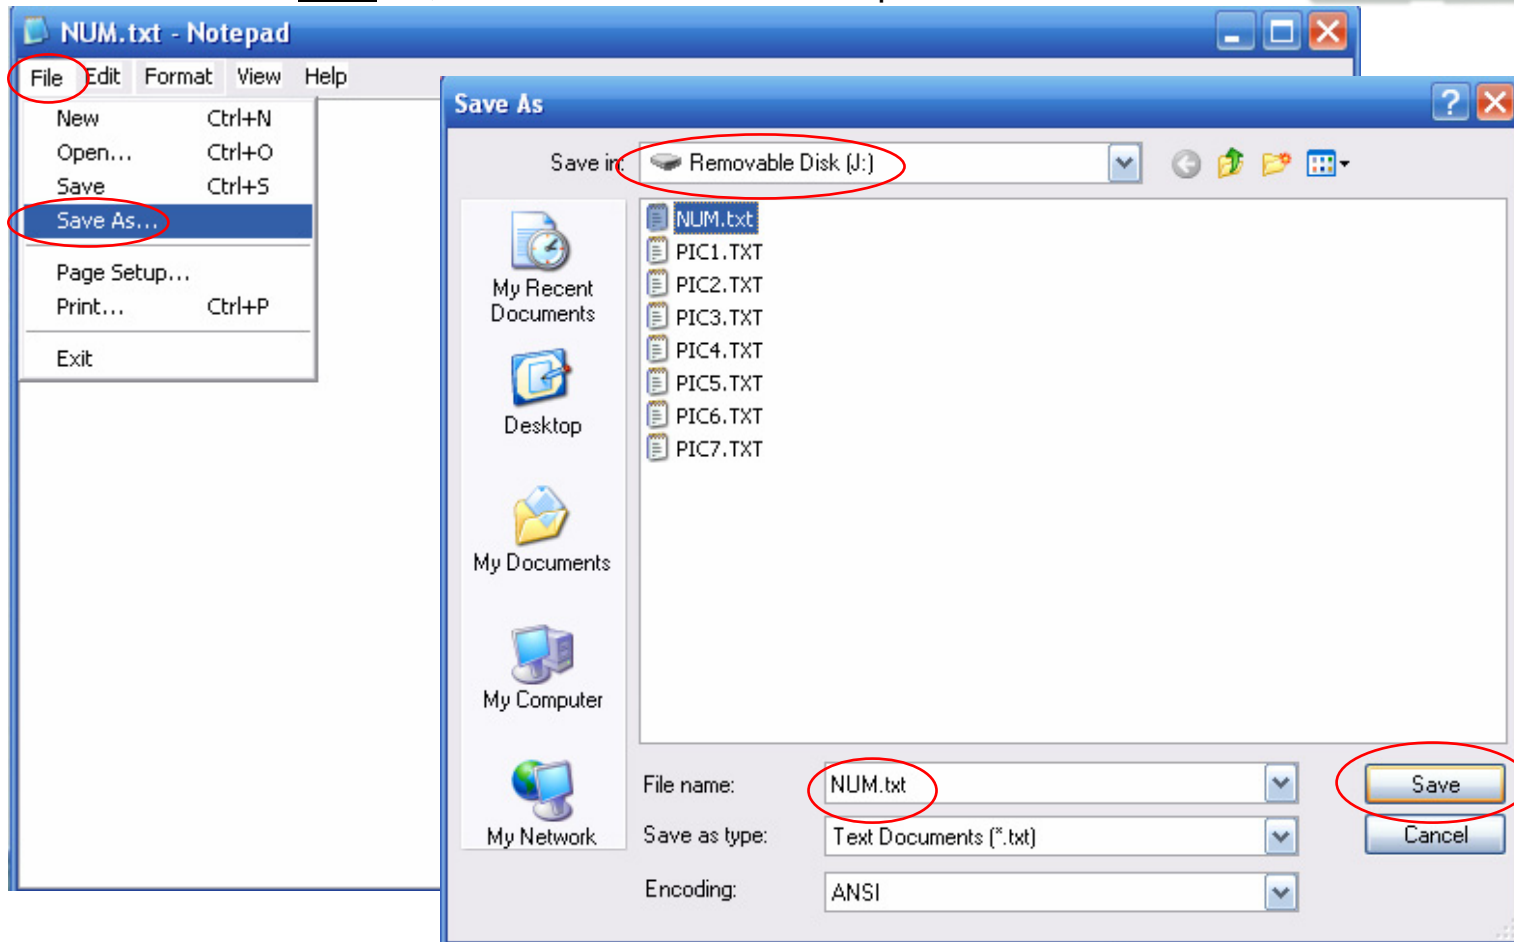 NUM.txt - Notepad
File Edit Format View Help
New Ctrl+N
Open... Ctrl+O
Save Ctrl+S
Save As...
Page Setup...
Print... Ctrl+P
Exit
Save As
Save in: Removable Disk (J:)
My Recent
Documents
Desktop
My Documents
My Computer
My Network
NUM.txt
PIC1.TXT
PIC2.TXT
PIC3.TXT
PIC4.TXT
PIC5.TXT
PIC6.TXT
PIC7.TXT
File name: NUM.txt Save
Save as type: Text Documents (*.txt) Cancel
Encoding: ANSI